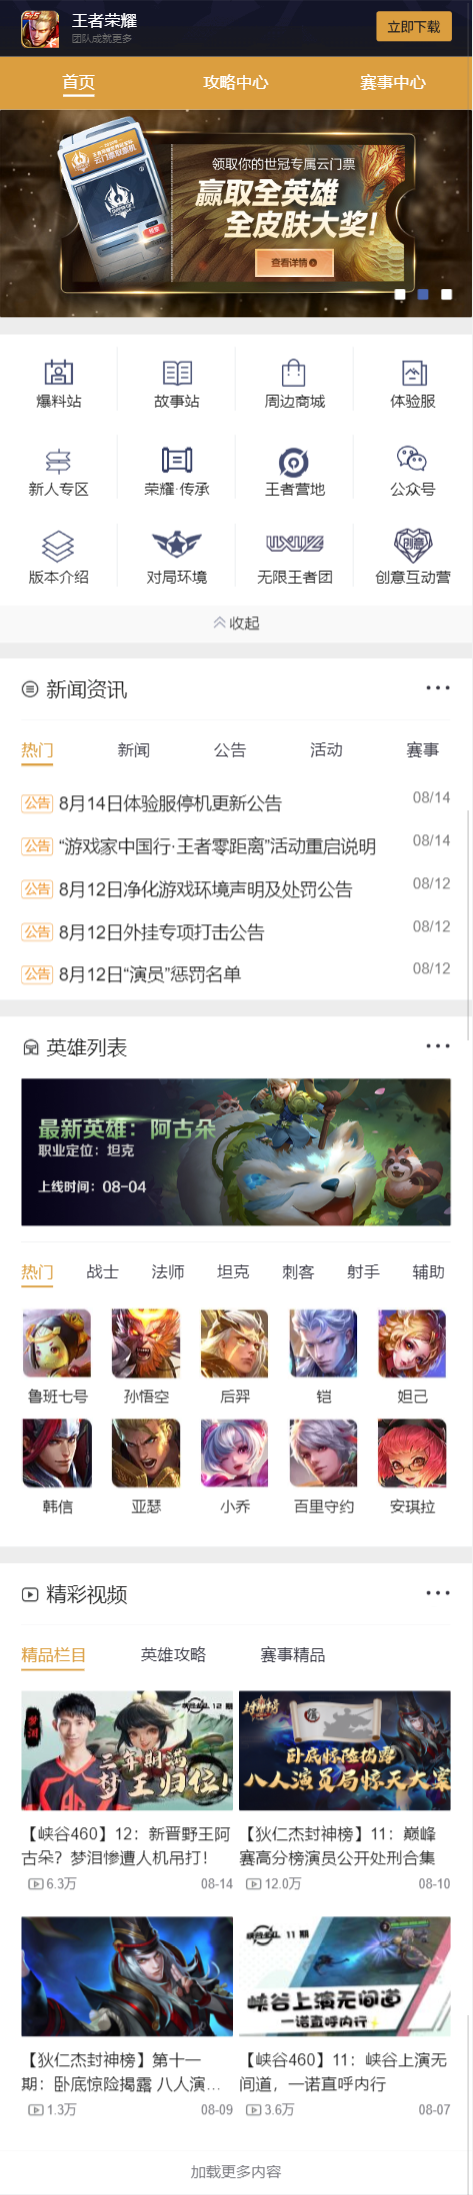 王者荣耀
团队成就更多
立即下载
首页 攻略中心 赛事中心
领取你的世冠专属云门票
赢取全英雄
全皮肤大奖!
查看详情
爆料站 故事站 周边商城 体验服
新人专区 荣耀·传承 王者营地 公众号
创意
版本介绍 对局环境 无限王者团 创意互动营
收起
新闻资讯
热门 新闻 公告 活动 赛事
公告 8月14日体验服停机更新公告 08/14
公告 “游戏家中国行·王者零距离”活动重启说明 08/14
公告 8月12日净化游戏环境声明及处罚公告 08/12
公告 8月12日外挂专项打击公告 08/12
公告 8月12日“演员”惩罚名单 08/12
英雄列表
最新英雄：阿古朵
职业定位：坦克
上线时间：08-04
热门 战士 法师 坦克 刺客 射手 辅助
鲁班七号 孙悟空 后羿 铠 妲己
韩信 亚瑟 小乔 百里守约 安琪拉
精彩视频
精品栏目 英雄攻略 赛事精品
12 期
三年期满
梦王归位!
卧底惊险揭露
八人演员局惊天大案
【峡谷460】12：新晋野王阿 【狄仁杰封神榜】11：巅峰
古朵？梦泪惨遭人机吊打！ 赛高分榜演员公开处刑合集
6.3万 08-14 12.0万 08-10
11 期
峡谷上演无间道
一诺直呼内行
【狄仁杰封神榜】第十一 【峡谷460】11：峡谷上演无
期：卧底惊险揭露 八人演… 间道，一诺直呼内行
1.3万 08-09 3.6万 08-07
加载更多内容